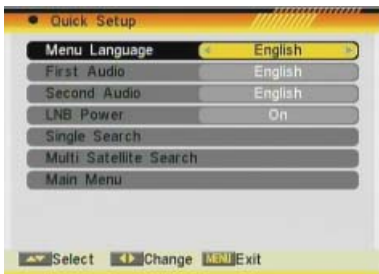 Quick Setup
Menu Language English
First Audio English
Second Audio English
LNB Power On
Single Search
Multi Satellite Search
Main Menu
Select Change MENU Exit